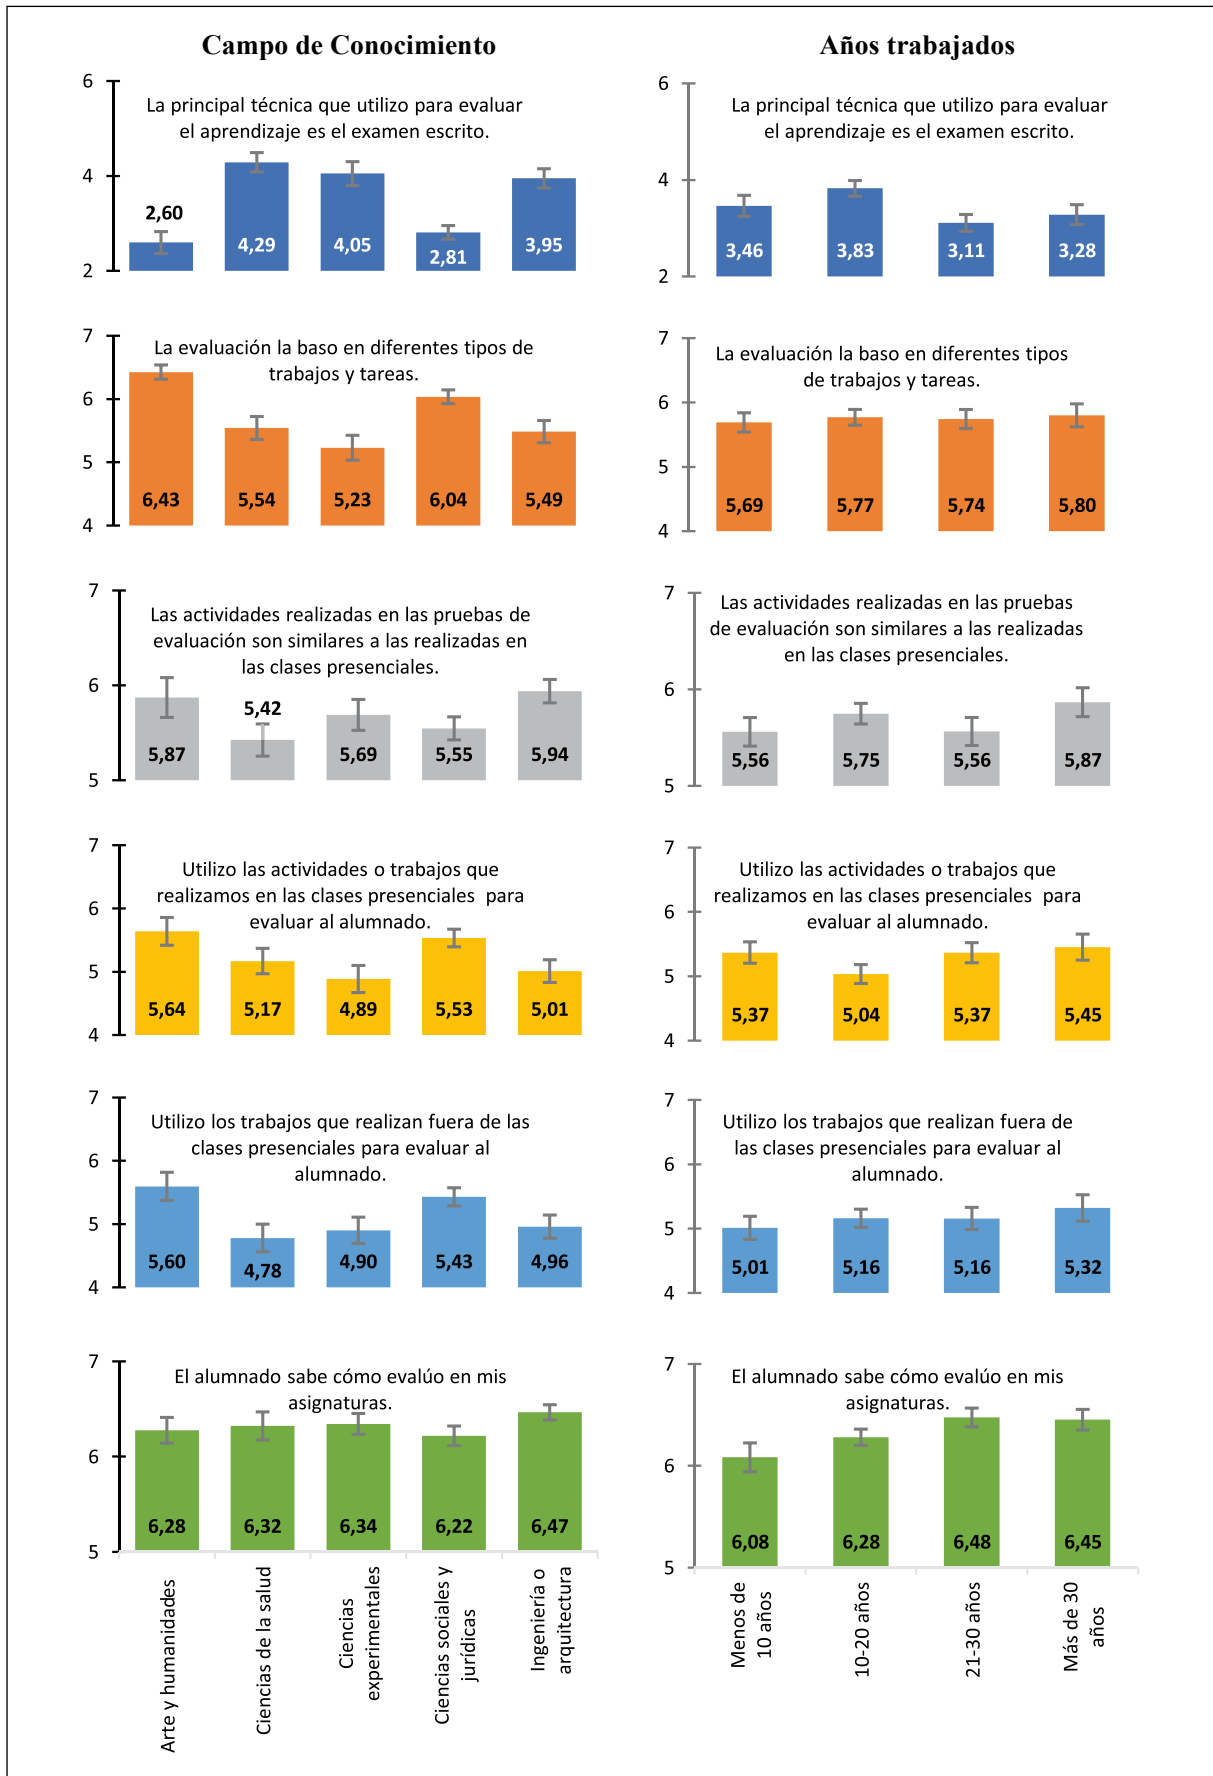 Campo de Conocimiento
Años trabajados
La principal técnica que utilizo para evaluar
el aprendizaje es el examen escrito.
6
4
2
2,60
4,29
4,05
2,81
3,95
La principal técnica que utilizo para evaluar
el aprendizaje es el examen escrito.
6
4
2
3,46
3,83
3,11
3,28
La evaluación la baso en diferentes tipos de
trabajos y tareas.
7
6
5
4
6,43
5,54
5,23
6,04
5,49
La evaluación la baso en diferentes tipos
de trabajos y tareas.
7
6
5
4
5,69
5,77
5,74
5,80
Las actividades realizadas en las pruebas de
evaluación son similares a las realizadas en
las clases presenciales.
7
6
5
5,87
5,42
5,69
5,55
5,94
Las actividades realizadas en las pruebas
de evaluación son similares a las realizadas
en las clases presenciales.
7
6
5
5,56
5,75
5,56
5,87
Utilizo las actividades o trabajos que
realizamos en las clases presenciales para
evaluar al alumnado.
7
6
5
4
5,64
5,17
4,89
5,53
5,01
Utilizo las actividades o trabajos que
realizamos en las clases presenciales para
evaluar al alumnado.
7
6
5
4
5,37
5,04
5,37
5,45
Utilizo los trabajos que realizan fuera de las
clases presenciales para evaluar al
alumnado.
7
6
5
4
5,60
4,78
4,90
5,43
4,96
Utilizo los trabajos que realizan fuera de
las clases presenciales para evaluar al
alumnado.
7
6
5
4
5,01
5,16
5,16
5,32
El alumnado sabe cómo evalúo en mis
asignaturas.
7
6
5
6,28
6,32
6,34
6,22
6,47
Arte y humanidades
Ciencias de la salud
Ciencias
experimentales
Ciencias sociales y
jurídicas
Ingeniería o
arquitectura
El alumnado sabe cómo evalúo en mis
asignaturas.
7
6
5
6,08
6,28
6,48
6,45
Menos de
10 años
10-20 años
21-30 años
Más de 30
años